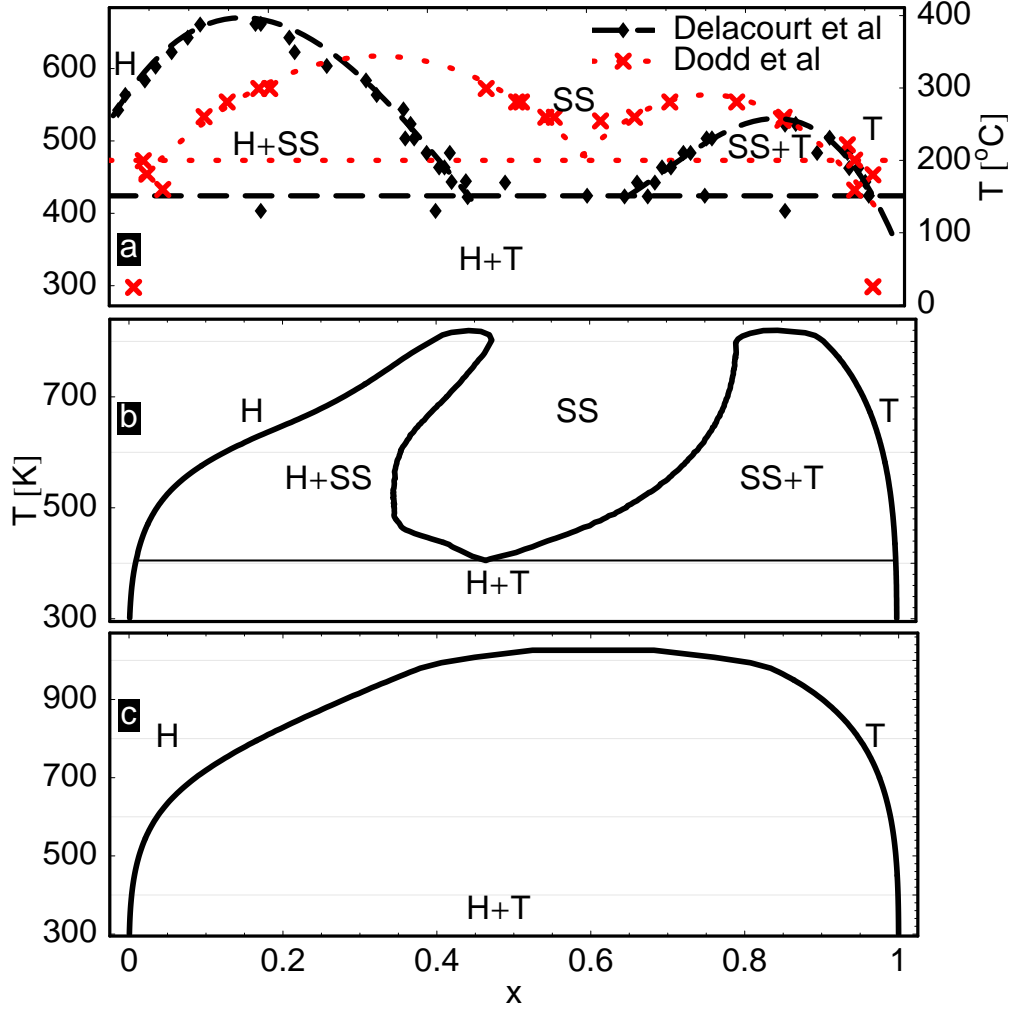 Delacourt et al
Dodd et al
H
SS
T
H+SS
SS+T
H+T
a
600
500
400
300
400
300
200
100
0
T [°C]
b
H
SS
T
H+SS
SS+T
H+T
700
500
300
T [K]
c
H
T
H+T
900
700
500
300
0
0.2
0.4
0.6
0.8
1
x